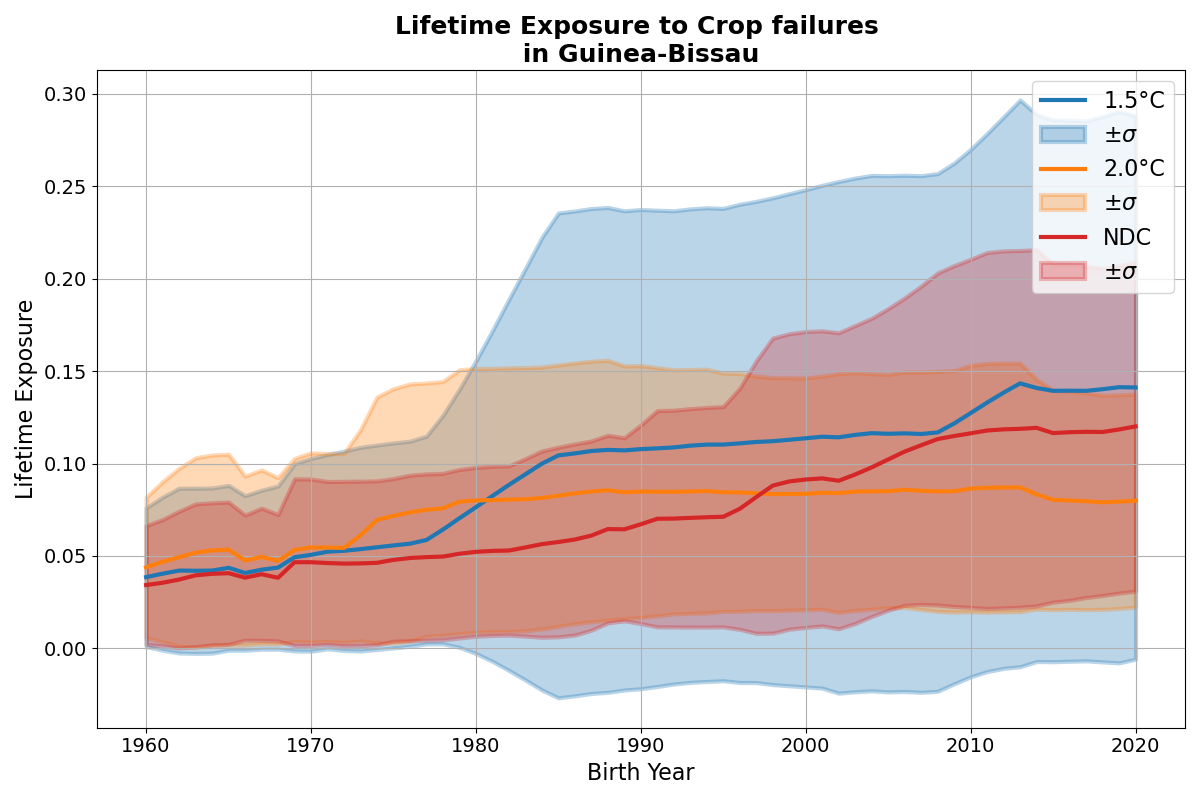 Lifetime Exposure to Crop failures
in Guinea-Bissau
Lifetime Exposure
0.30
0.25
0.20
0.15
0.10
0.05
0.00
1960 1970 1980 1990 2000 2010 2020
Birth Year
1.5°C
±σ
2.0°C
±σ
NDC
±σ